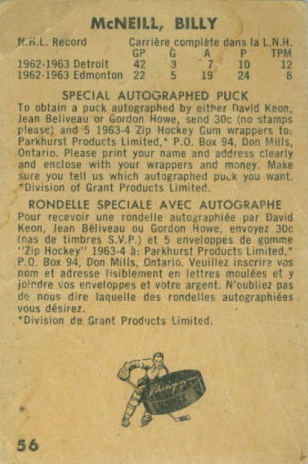 McNEILL, BILLY
N.H.L. Record Carrière complète dans la L.N.H.
GP G A P TPM
1962-1963 Detroit 42 3 7 10 12
1962-1963 Edmonton 22 5 19 24 8
SPECIAL AUTOGRAPHED PUCK
To obtain a puck autographed by either David Keon,
Jean Beliveau or Gordon Howe, send 30c (no stamps
please) and 5 1963-4 Zip Hockey Gum wrappers to:
Parkhurst Products Limited,* P.O. Box 94, Don Mills,
Ontario. Please print your name and address clearly
and enclose with your wrappers and money. Make
sure you tell us which autographed puck you want.
*Division of Grant Products Limited.
RONDELLE SPECIALE AVEC AUTOGRAPHE
Pour recevoir une rondelle autographiée par David
Keon, Jean Béliveau ou Gordon Howe, envoyez 30c
(nas de timbres S.V.P.) et 5 enveloppes de gomme
"Zip Hockey" 1963-4 à: Parkhurst Products Limited,*
P.O. Box 94, Don Mills, Ontario. Veuillez inscrire vos
nom et adresse lisiblement en lettres moulées et y
joindre vos enveloppes et votre argent. N'oubliez pas
de nous dire laquelle des rondelles autographiées
vous désirez.
*Division de Grant Products Limited.
56